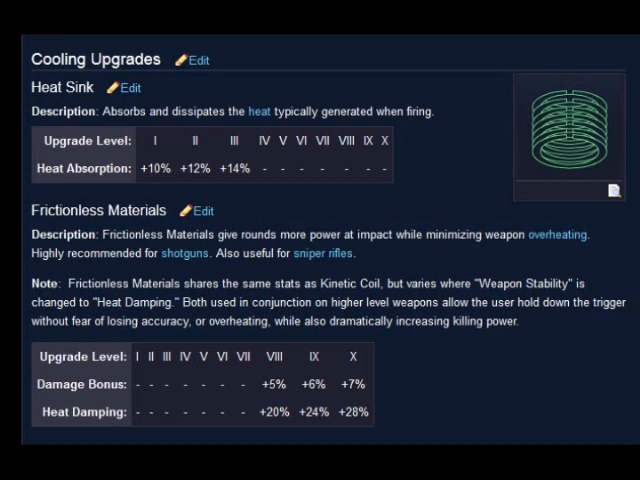 Cooling Upgrades Edit
Heat Sink Edit
Description: Absorbs and dissipates the heat typically generated when firing.
Upgrade Level: I II III IV V VI VII VIII IX X
Heat Absorption: +10% +12% +14% - - - - - - -
Frictionless Materials Edit
Description: Frictionless Materials give rounds more power at impact while minimizing weapon overheating.
Highly recommended for shotguns. Also useful for sniper rifles.
Note: Frictionless Materials shares the same stats as Kinetic Coil, but varies where "Weapon Stability" is
changed to "Heat Damping." Both used in conjunction on higher level weapons allow the user hold down the trigger
without fear of losing accuracy, or overheating, while also dramatically increasing killing power.
Upgrade Level: I II III IV V VI VII VIII IX X
Damage Bonus: - - - - - - - +5% +6% +7%
Heat Damping: - - - - - - - +20% +24% +28%